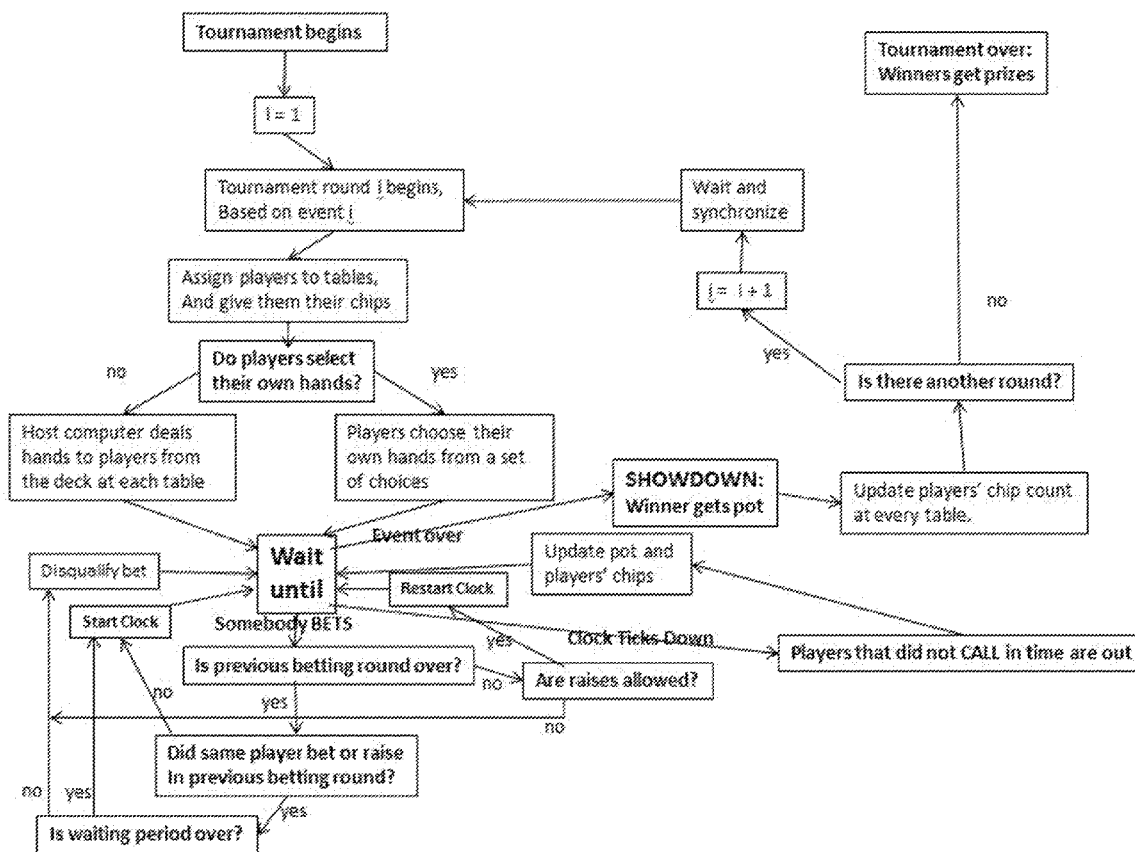 Tournament begins
Tournament over:
Winners get prizes
i = 1
Tournament round i begins,
Based on event i
Wait and
synchronize
Assign players to tables,
And give them their chips
i = i + 1
no
yes
Do players select
their own hands?
no
yes
Is there another round?
Host computer deals
hands to players from
the deck at each table
Players choose their
own hands from a set
of choices
SHOWDOWN:
Winner gets pot
Update players' chip count
at every table.
Event over
Wait
until
Update pot and
players' chips
Disqualify bet
Restart Clock
Start Clock
Somebody BETS
yes
Clock Ticks Down
Players that did not CALL in time are out
Is previous betting round over?
no
Are raises allowed?
no
yes
no
Did same player bet or raise
In previous betting round?
no
yes
yes
Is waiting period over?